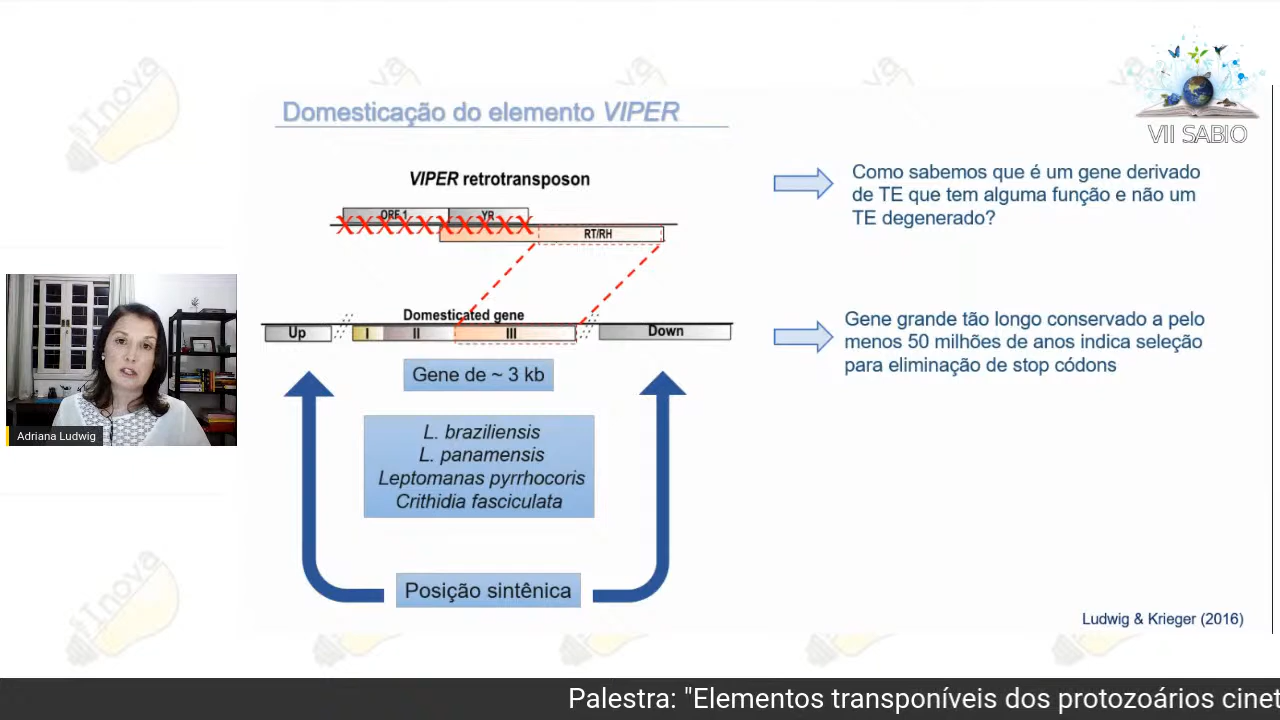 VII SABIO
Domesticação do elemento VIPER
VIPER retrotransposon
ORF 1
YR
RT/RH
Domesticated gene
Up
I
II
III
Down
Gene de ~ 3 kb
L. braziliensis
L. panamensis
Leptomanas pyrrhocoris
Crithidia fasciculata
Posição sintênica
Como sabemos que é um gene derivado
de TE que tem alguma função e não um
TE degenerado?
Gene grande tão longo conservado a pelo
menos 50 milhões de anos indica seleção
para eliminação de stop códons
Ludwig & Krieger (2016)
Adriana Ludwig
Palestra: "Elementos transponíveis dos protozoários cinet